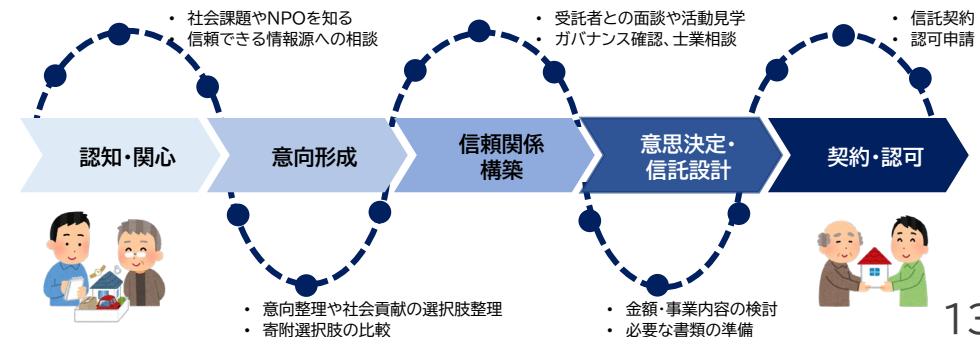 • 社会課題やNPOを知る
• 信頼できる情報源への相談
• 受託者との面談や活動見学
• ガバナンス確認、士業相談
• 信託契約
• 認可申請
認知・関心
意向形成
信頼関係
構築
意思決定・
信託設計
契約・認可
• 意向整理や社会貢献の選択肢整理
• 寄附選択肢の比較
• 金額・事業内容の検討
• 必要な書類の準備
13